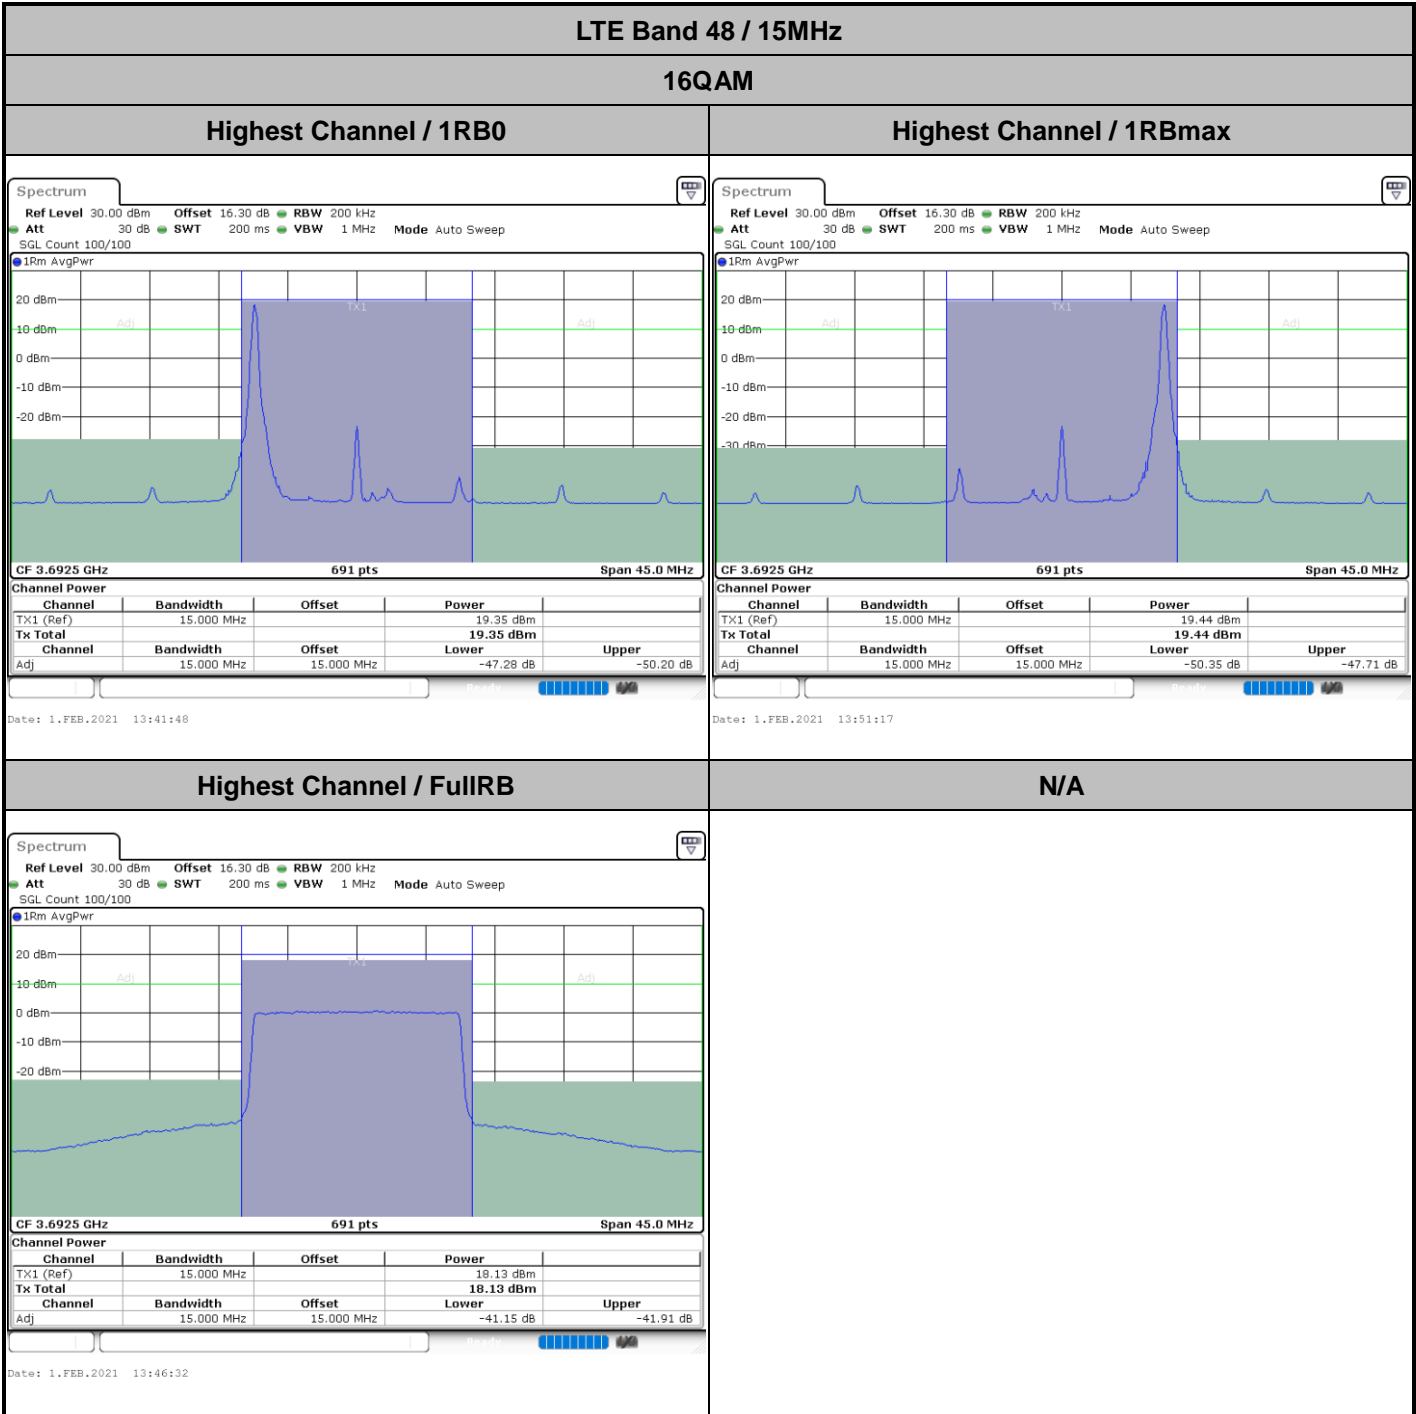 LTE Band 48 / 15MHz
16QAM
Highest Channel / 1RB0
Spectrum
Ref Level 30.00 dBm Offset 16.30 dB RBW 200 kHz
Att 30 dB SWT 200 ms VBW 1 MHz Mode Auto Sweep
SGL Count 100/100
1Rm AvgPwr
TX1
20 dBm
Adj
Adj
10 dBm
0 dBm
-10 dBm
-20 dBm
CF 3.6925 GHz 691 pts Span 45.0 MHz
Channel Power
Channel Bandwidth Offset Power
TX1 (Ref) 15.000 MHz 19.35 dBm
Tx Total 19.35 dBm
Channel Bandwidth Offset Lower Upper
Adj 15.000 MHz 15.000 MHz -47.28 dB -50.20 dB
Ready
Date: 1.FEB.2021 13:41:48
Highest Channel / 1RBmax
Spectrum
Ref Level 30.00 dBm Offset 16.30 dB RBW 200 kHz
Att 30 dB SWT 200 ms VBW 1 MHz Mode Auto Sweep
SGL Count 100/100
1Rm AvgPwr
TX1
20 dBm
Adj
Adj
10 dBm
0 dBm
-10 dBm
-20 dBm
-30 dBm
CF 3.6925 GHz 691 pts Span 45.0 MHz
Channel Power
Channel Bandwidth Offset Power
TX1 (Ref) 15.000 MHz 19.44 dBm
Tx Total 19.44 dBm
Channel Bandwidth Offset Lower Upper
Adj 15.000 MHz 15.000 MHz -50.35 dB -47.71 dB
Ready
Date: 1.FEB.2021 13:51:17
Highest Channel / FullRB
Spectrum
Ref Level 30.00 dBm Offset 16.30 dB RBW 200 kHz
Att 30 dB SWT 200 ms VBW 1 MHz Mode Auto Sweep
SGL Count 100/100
1Rm AvgPwr
20 dBm
TX1
Adj
Adj
10 dBm
0 dBm
-10 dBm
-20 dBm
CF 3.6925 GHz 691 pts Span 45.0 MHz
Channel Power
Channel Bandwidth Offset Power
TX1 (Ref) 15.000 MHz 18.13 dBm
Tx Total 18.13 dBm
Channel Bandwidth Offset Lower Upper
Adj 15.000 MHz 15.000 MHz -41.15 dB -41.91 dB
Ready
Date: 1.FEB.2021 13:46:32
N/A